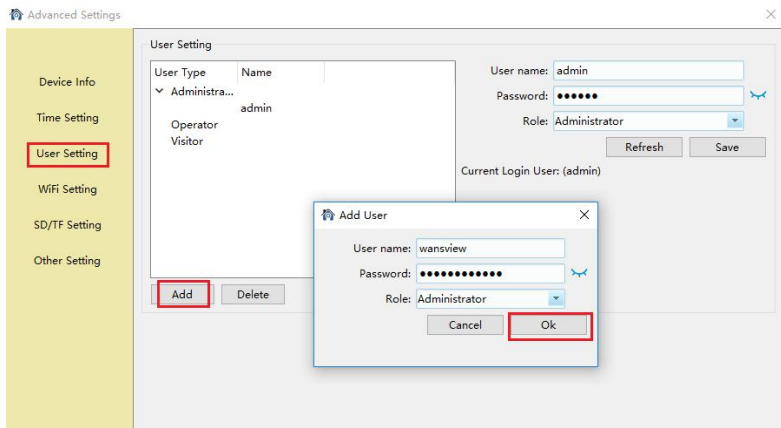 Advanced Settings
Device Info
Time Setting
User Setting
WiFi Setting
SD/TF Setting
Other Setting
User Setting
User Type Name
Administra...
admin
Operator
Visitor
Add Delete
User name: admin
Password: ●●●●●●
Role: Administrator
Refresh Save
Current Login User: (admin)
Add User
User name: wansview
Password: ●●●●●●●●●●●●
Role: Administrator
Cancel Ok